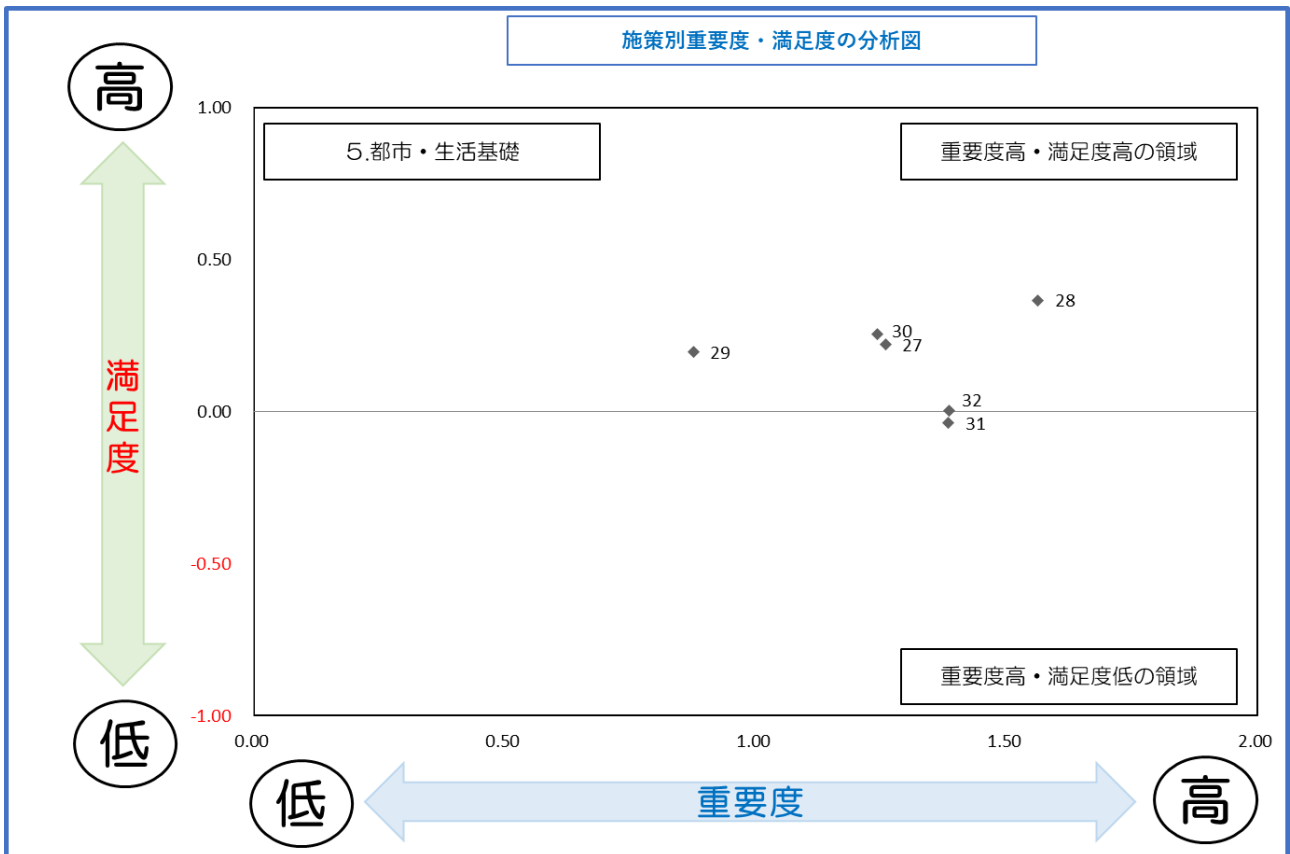 施策別重要度・満足度の分析図
高
1.00
5.都市・生活基礎
重要度高・満足度高の領域
0.50
28
30
27
29
満足度
0.00
32
31
-0.50
重要度高・満足度低の領域
-1.00
低
0.00
0.50
1.00
1.50
2.00
低
重要度
高